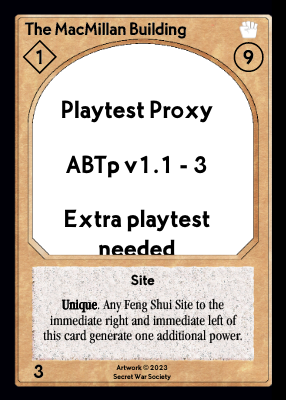 The MacMillan Building
1
9
Playtest Proxy
ABTp v1.1 - 3
Extra playtest
needed
Site
Unique. Any Feng Shui Site to the
immediate right and immediate left of
this card generate one additional power.
3
Artwork © 2023
Secret War Society